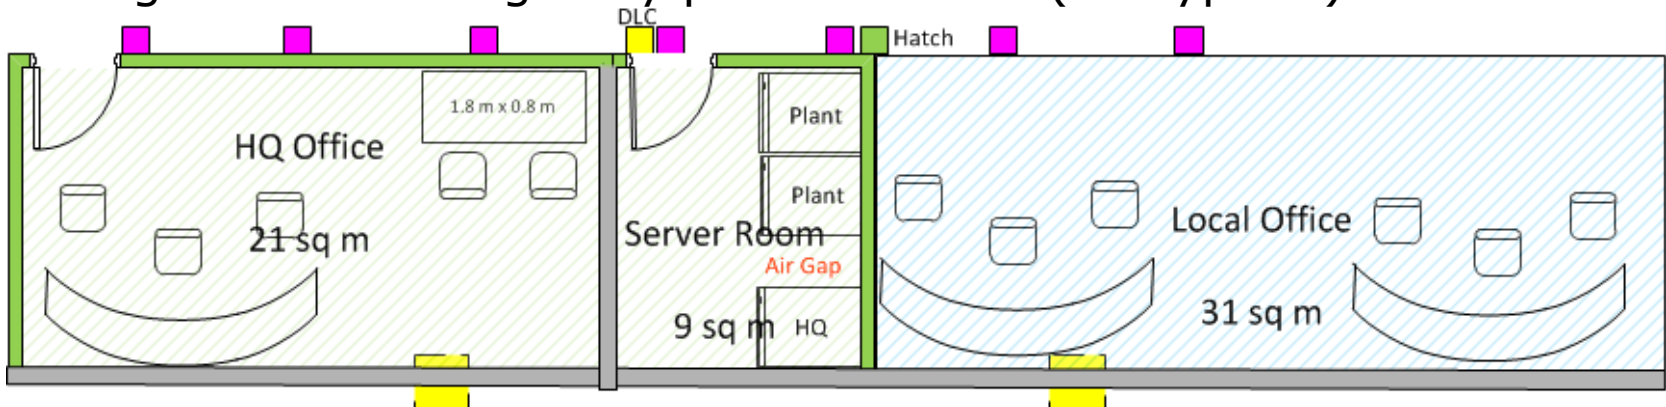 DLC
Hatch
1.8 m x 0.8 m
Plant
HQ Office
Plant
21 sq m
Server Room
Local Office
Air Gap
9 sq m
HQ
31 sq m